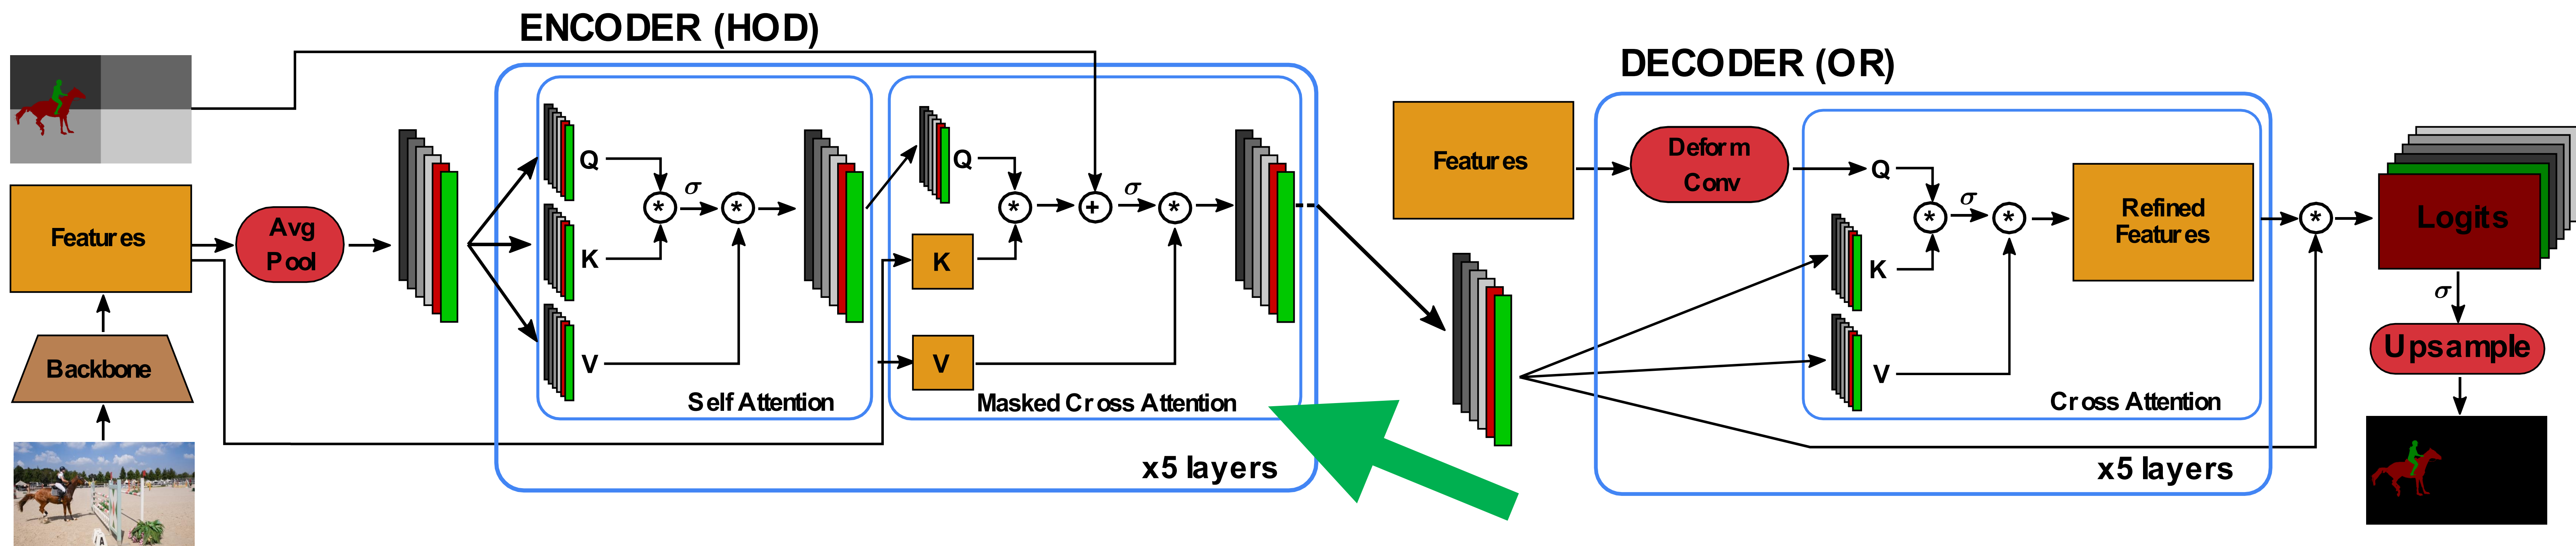 ENCODER (HOD)
DECODER (OR)
Features
Avg
Pool
Backbone
Q
K
V
*
σ
*
Self Attention
Q
K
V
*
+
σ
*
Masked Cross Attention
x5 layers
Features
Deform
Conv
Q
K
V
*
σ
*
Refined
Features
Cross Attention
x5 layers
*
Logits
σ
Upsample